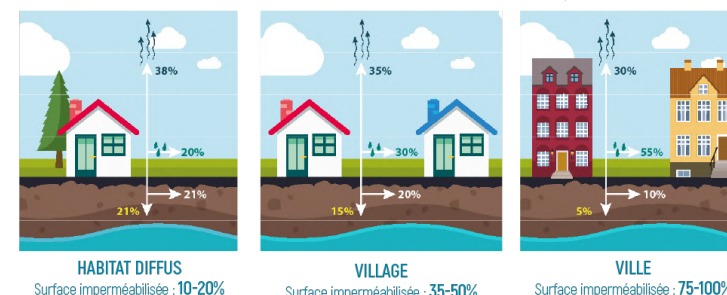 38%
20%
21%
21%
HABITAT DIFFUS
Surface imperméabilisée : 10-20%
35%
30%
20%
15%
VILLAGE
Surface imperméabilisée : 35-50%
30%
55%
10%
5%
VILLE
Surface imperméabilisée : 75-100%